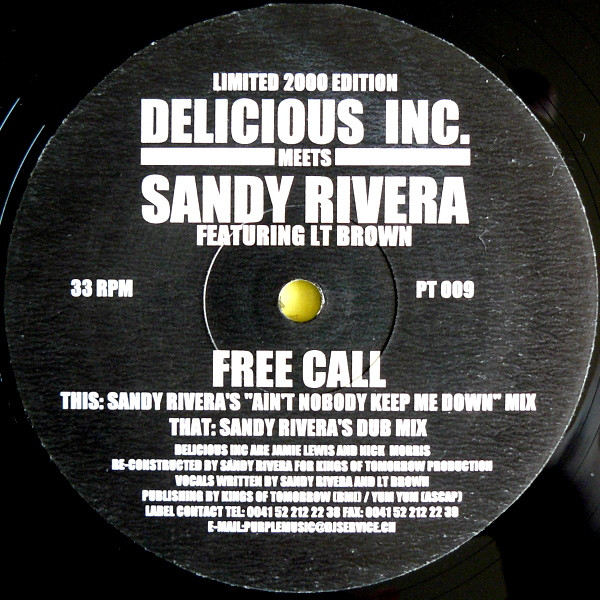 LIMITED 2000 EDITION
DELICIOUS INC.
MEETS
SANDY RIVERA
FEATURING LT BROWN
33 RPM PT 009
FREE CALL
THIS: SANDY RIVERA'S "AIN'T NOBODY KEEP ME DOWN" MIX
THAT: SANDY RIVERA'S DUB MIX
DELICIOUS INC ARE JAMIE LEWIS AND NICK MORRIS
RE-CONSTRUCTED BY SANDY RIVERA FOR KINGS OF TOMORROW PRODUCTION
VOCALS WRITTEN BY SANDY RIVERA AND LT BROWN
PUBLISHING BY KINGS OF TOMORROW (BMI) / YUM YUM (ASCAP)
LABEL CONTACT TEL: 0041 52 212 22 38 FAX: 0041 52 212 22 39
E-MAIL:PURPLEMUSIC@DJSERVICE.CH